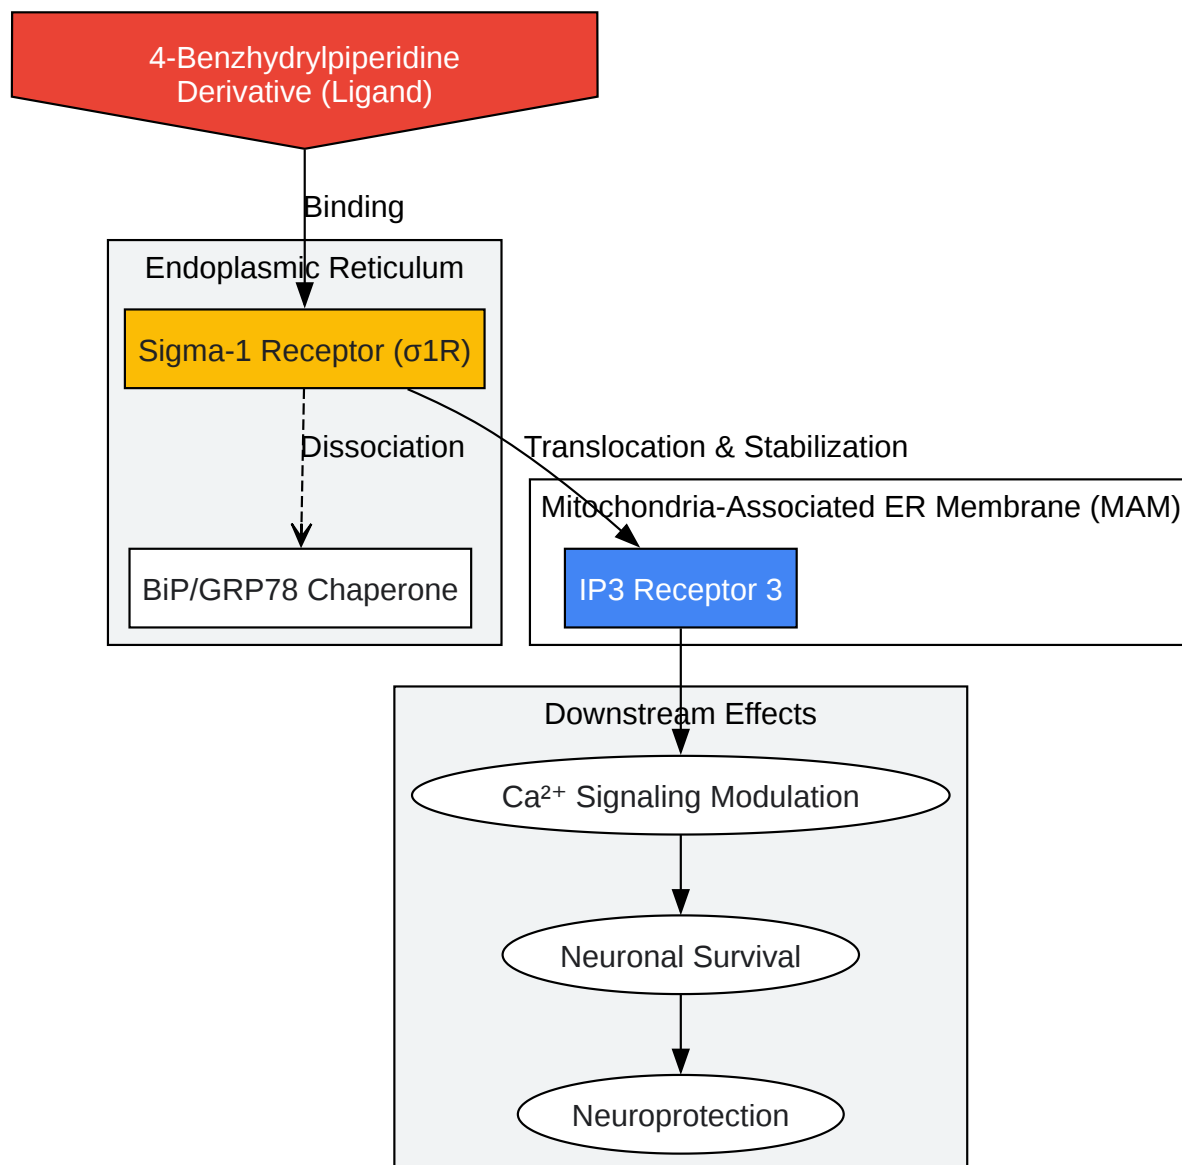 4-Benzhydrylpiperidine
Derivative (Ligand)
Binding
Endoplasmic Reticulum
Sigma-1 Receptor (σ1R)
Dissociation
Translocation & Stabilization
Mitochondria-Associated ER Membrane (MAM)
BiP/GRP78 Chaperone
IP3 Receptor 3
Downstream Effects
Ca²⁺ Signaling Modulation
Neuronal Survival
Neuroprotection